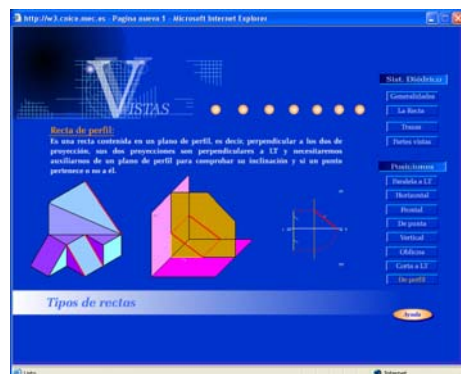 http://w3.cnice.mec.es - Pagina nueva 1 - Microsoft Internet Explorer
VISTAS
Sist. Diédrico
Generalidades
La Recta
Trazas
Partes vistas
Recta de perfil:
Es una recta contenida en un plano de perfil, es decir, perpendicular a los dos de
proyección, sus dos proyecciones son perpendiculares a LT y necesitaremos
auxiliarnos de un plano de perfil para comprobar su inclinación y si un punto
pertenece o no a él.
Posiciones
Paralela a LT
Horizontal
Frontal
De punta
Vertical
Oblicua
Corta a LT
De perfil
Tipos de rectas
Ayuda
Listo
Internet